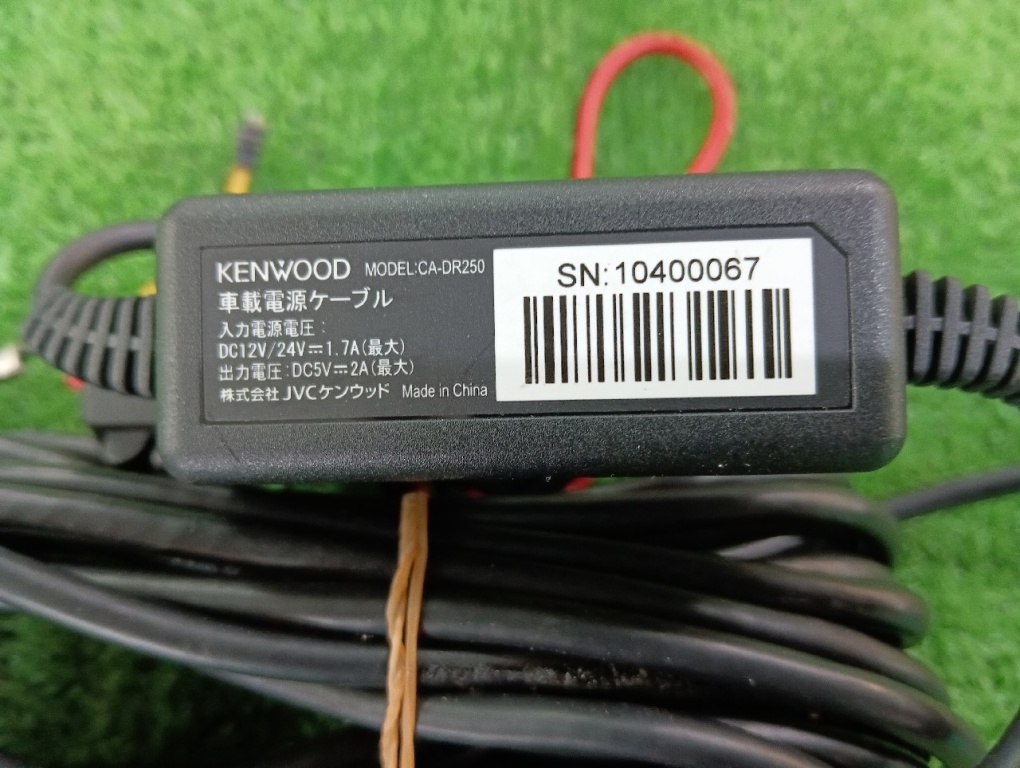 KENWOOD MODEL:CA-DR250
車載電源ケーブル
入力電源電圧：
DC12V/24V⎓1.7A(最大)
出力電圧：DC5V⎓2A(最大)
株式会社JVCケンウッド Made in China
SN:10400067